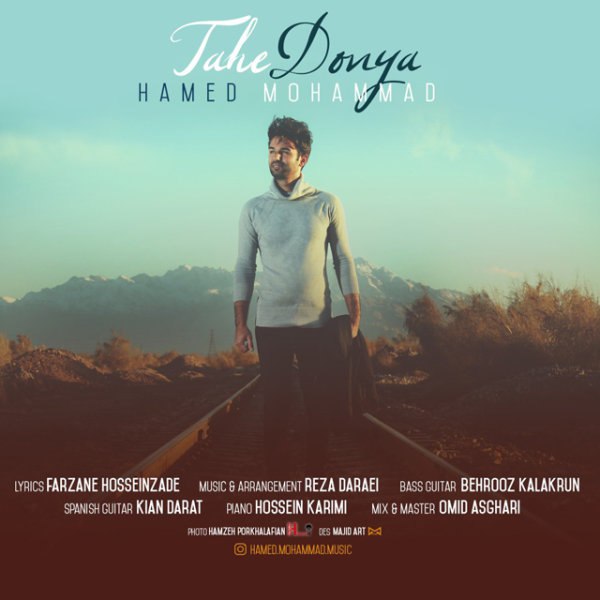 Tahe Donya
HAMED MOHAMMAD
LYRICS FARZANE HOSSEINZADE MUSIC & ARRANGEMENT REZA DARAEI BASS GUITAR BEHROOZ KALAKRUN
SPANISH GUITAR KIAN DARAT PIANO HOSSEIN KARIMI MIX & MASTER OMID ASGHARI
PHOTO HAMZEH PORKHALAFIAN DES MAJID ART
HAMED.MOHAMMAD.MUSIC